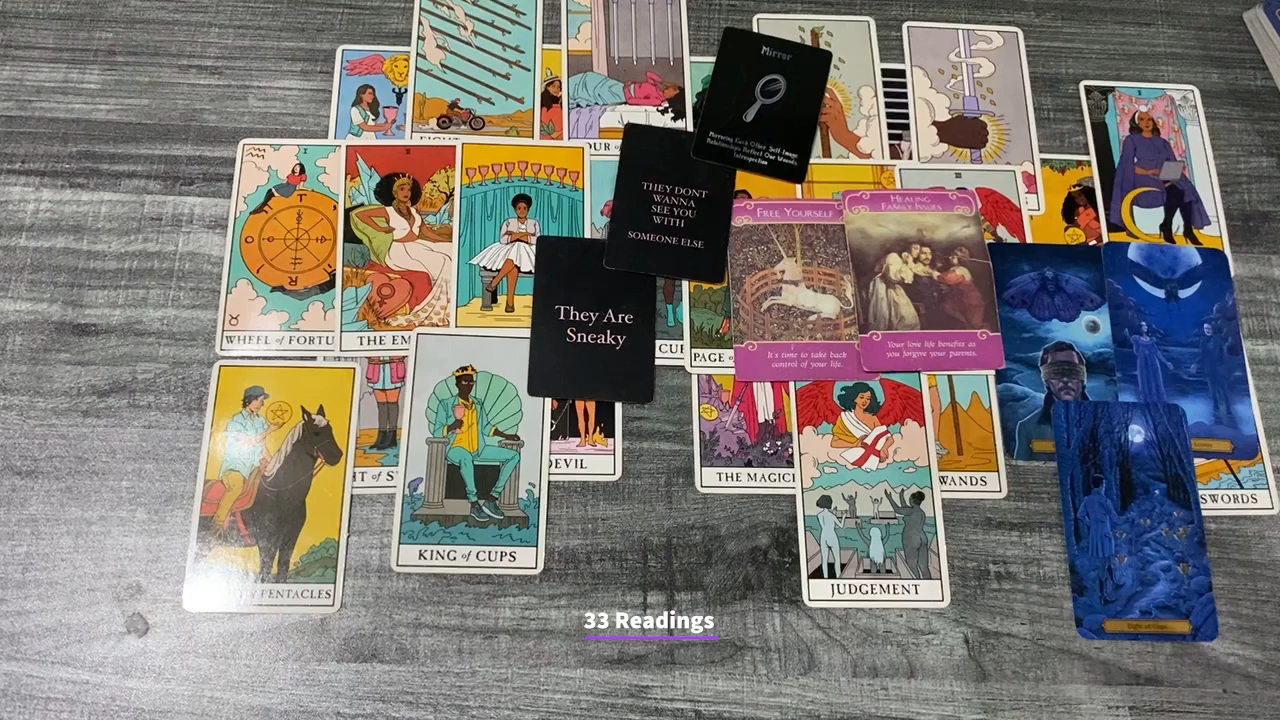 Mirror
Mirroring Each Other Self-Image
Relationships Reflect Our Wounds
Introspection
THEY DONT
WANNA
SEE YOU
WITH
SOMEONE ELSE
They Are
Sneaky
FREE YOURSELF
It's time to take back
control of your life.
HEALING
FAMILY ISSUES
Your love life benefits as
you forgive your parents.
WHEEL of FORTU
THE EM
PAGE
DEVIL
THE MAGICI
WANDS
SWORDS
PENTACLES
KING of CUPS
JUDGEMENT
33 Readings